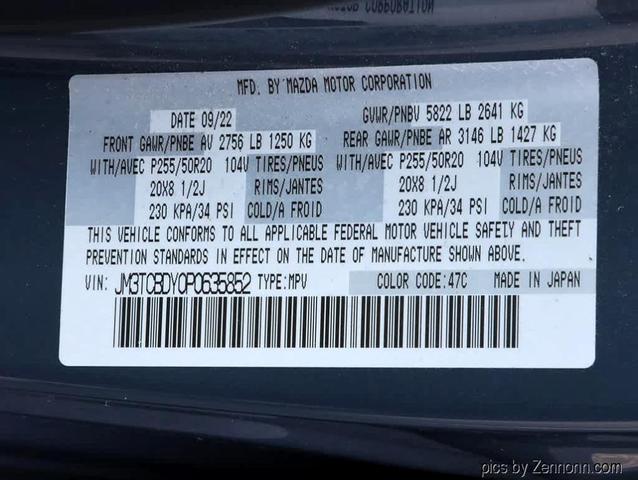 MFD. BY MAZDA MOTOR CORPORATION
DATE 09/22 GVWR/PNBV 5822 LB 2641 KG
FRONT GAWR/PNBE AV 2756 LB 1250 KG REAR GAWR/PNBE AR 3146 LB 1427 KG
WITH/AVEC P255/50R20 104V TIRES/PNEUS WITH/AVEC P255/50R20 104V TIRES/PNEUS
20X8 1/2J RIMS/JANTES 20X8 1/2J RIMS/JANTES
230 KPA/34 PSI COLD/A FROID 230 KPA/34 PSI COLD/A FROID
THIS VEHICLE CONFORMS TO ALL APPLICABLE FEDERAL MOTOR VEHICLE SAFETY AND THEFT
PREVENTION STANDARDS IN EFFECT ON THE DATE OF MANUFACTURE SHOWN ABOVE.
VIN: JM3TCBDY0P0635852 TYPE:MPV COLOR CODE:47C MADE IN JAPAN
pics by Zennonn.com